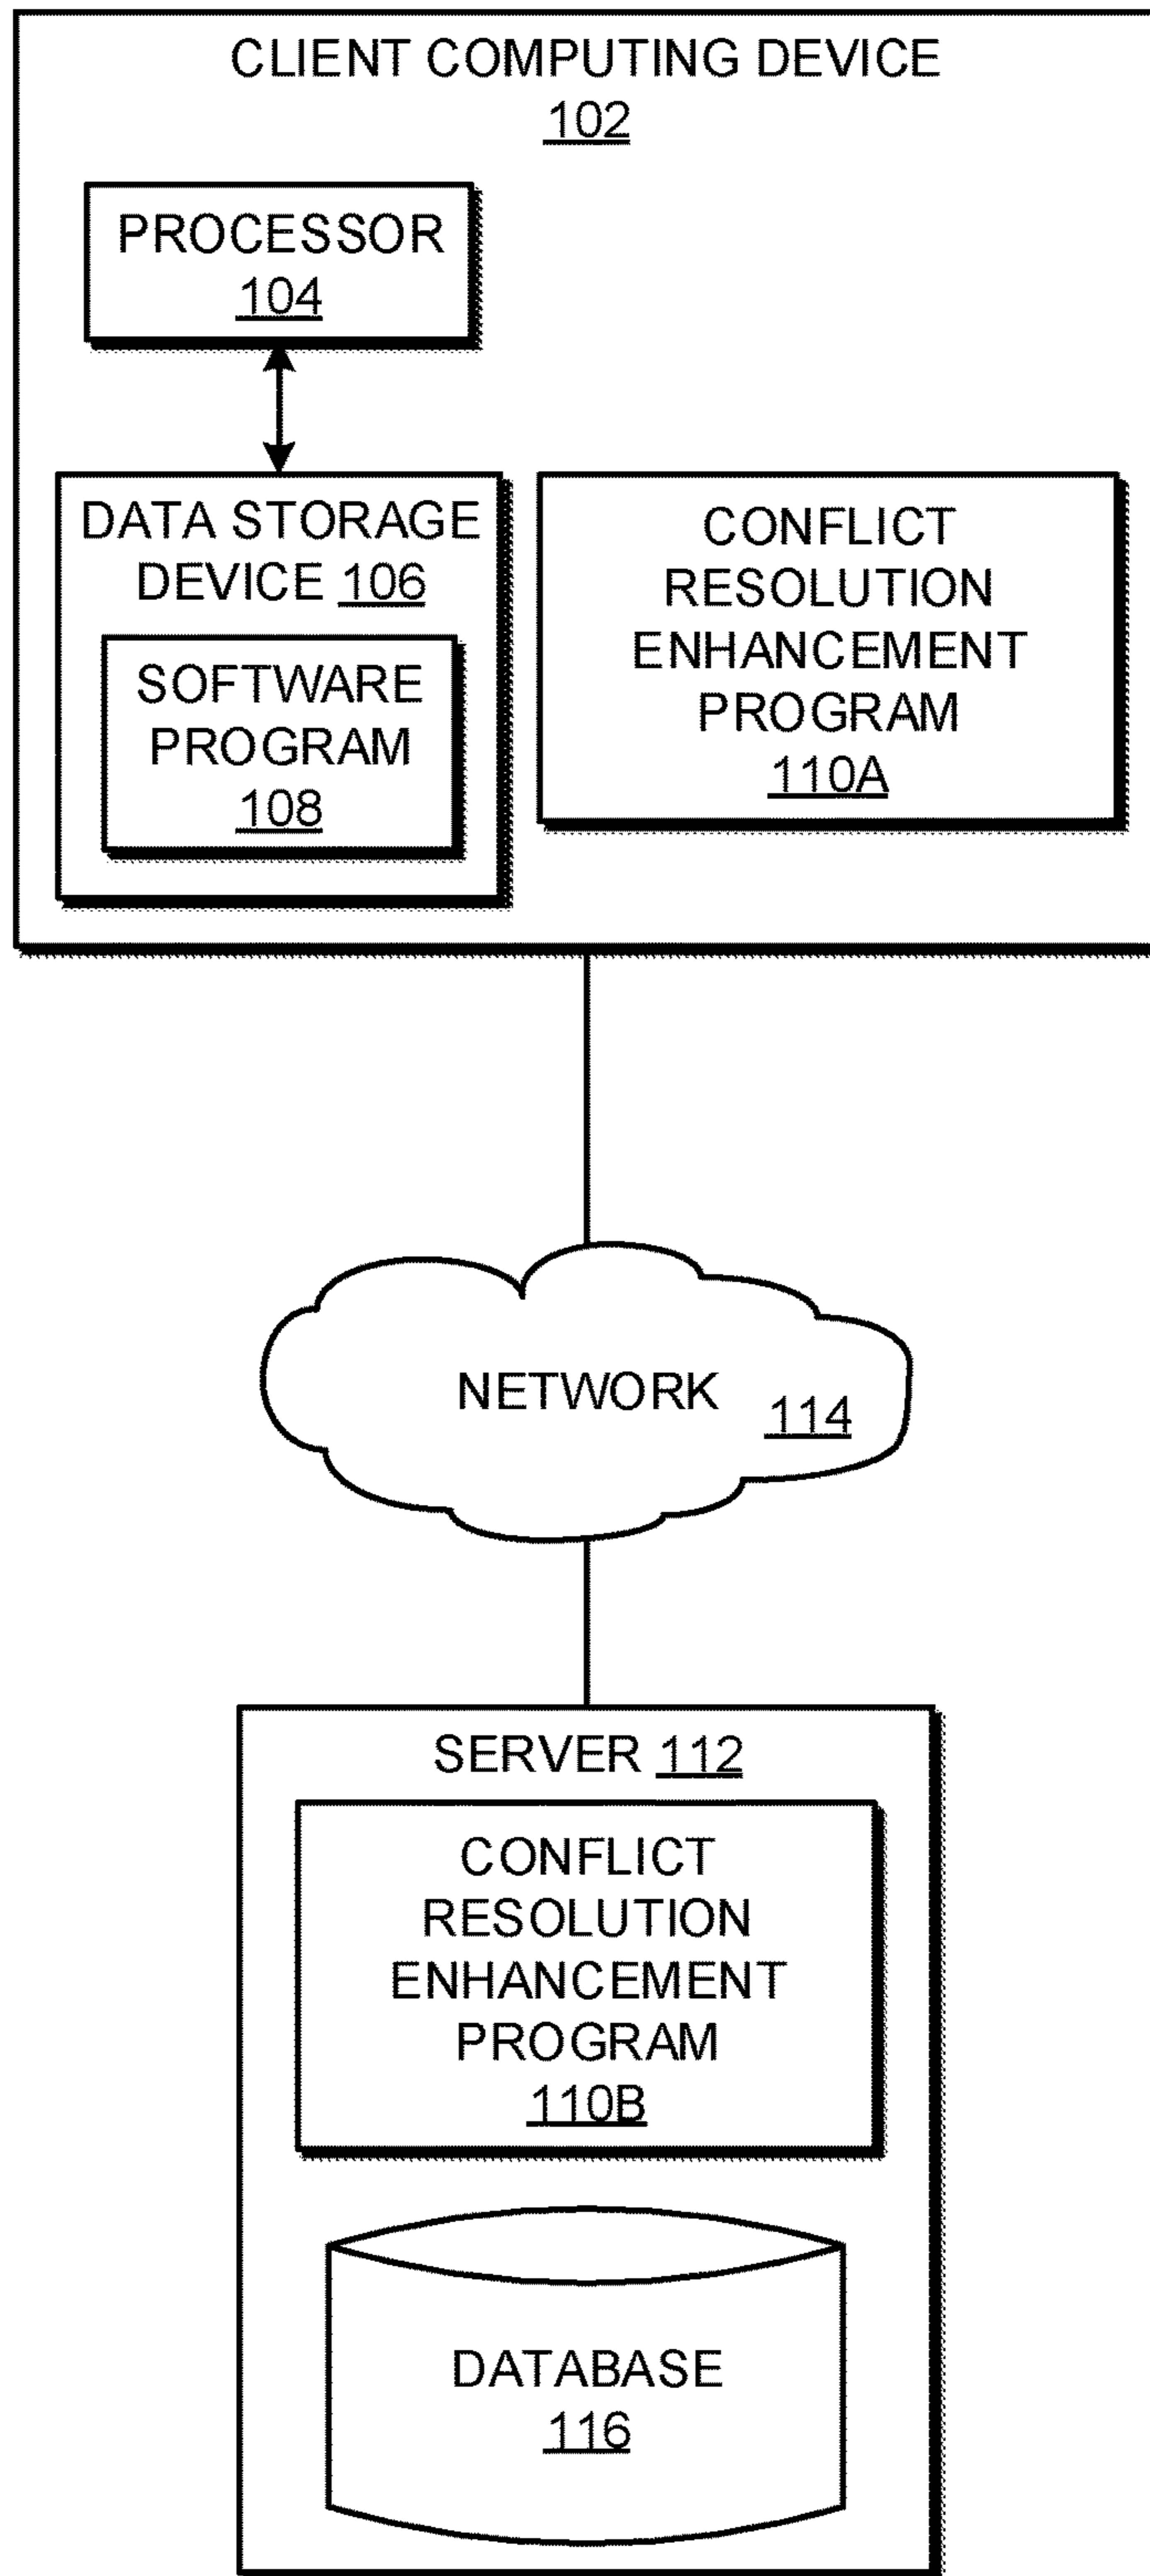 CLIENT COMPUTING DEVICE
102
PROCESSOR
104
DATA STORAGE
DEVICE 106
SOFTWARE
PROGRAM
108
CONFLICT
RESOLUTION
ENHANCEMENT
PROGRAM
110A
NETWORK 114
SERVER 112
CONFLICT
RESOLUTION
ENHANCEMENT
PROGRAM
110B
DATABASE
116